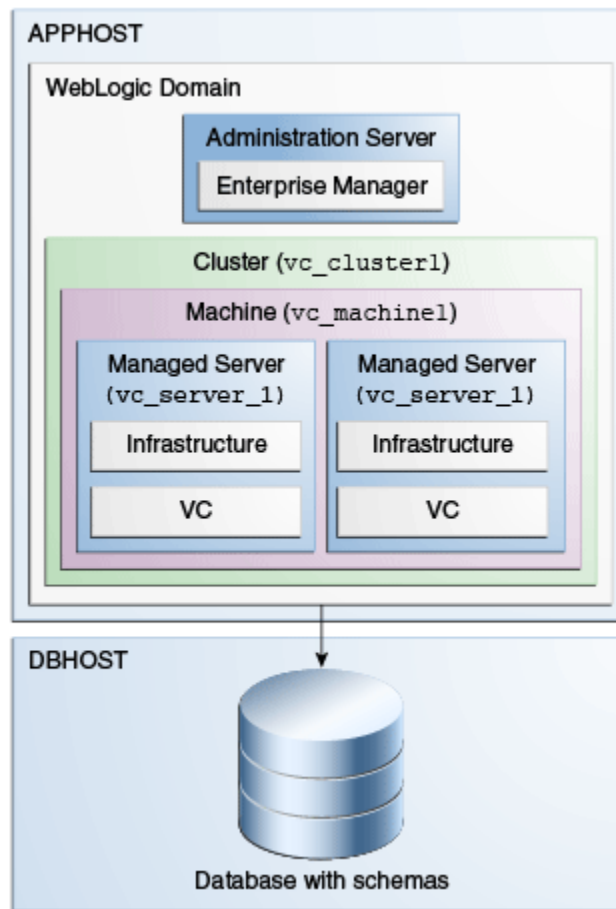 APPHOST
WebLogic Domain
Administration Server
Enterprise Manager
Cluster (vc_cluster1)
Machine (vc_machine1)
Managed Server
(vc_server_1)
Infrastructure
VC
Managed Server
(vc_server_1)
Infrastructure
VC
DBHOST
Database with schemas